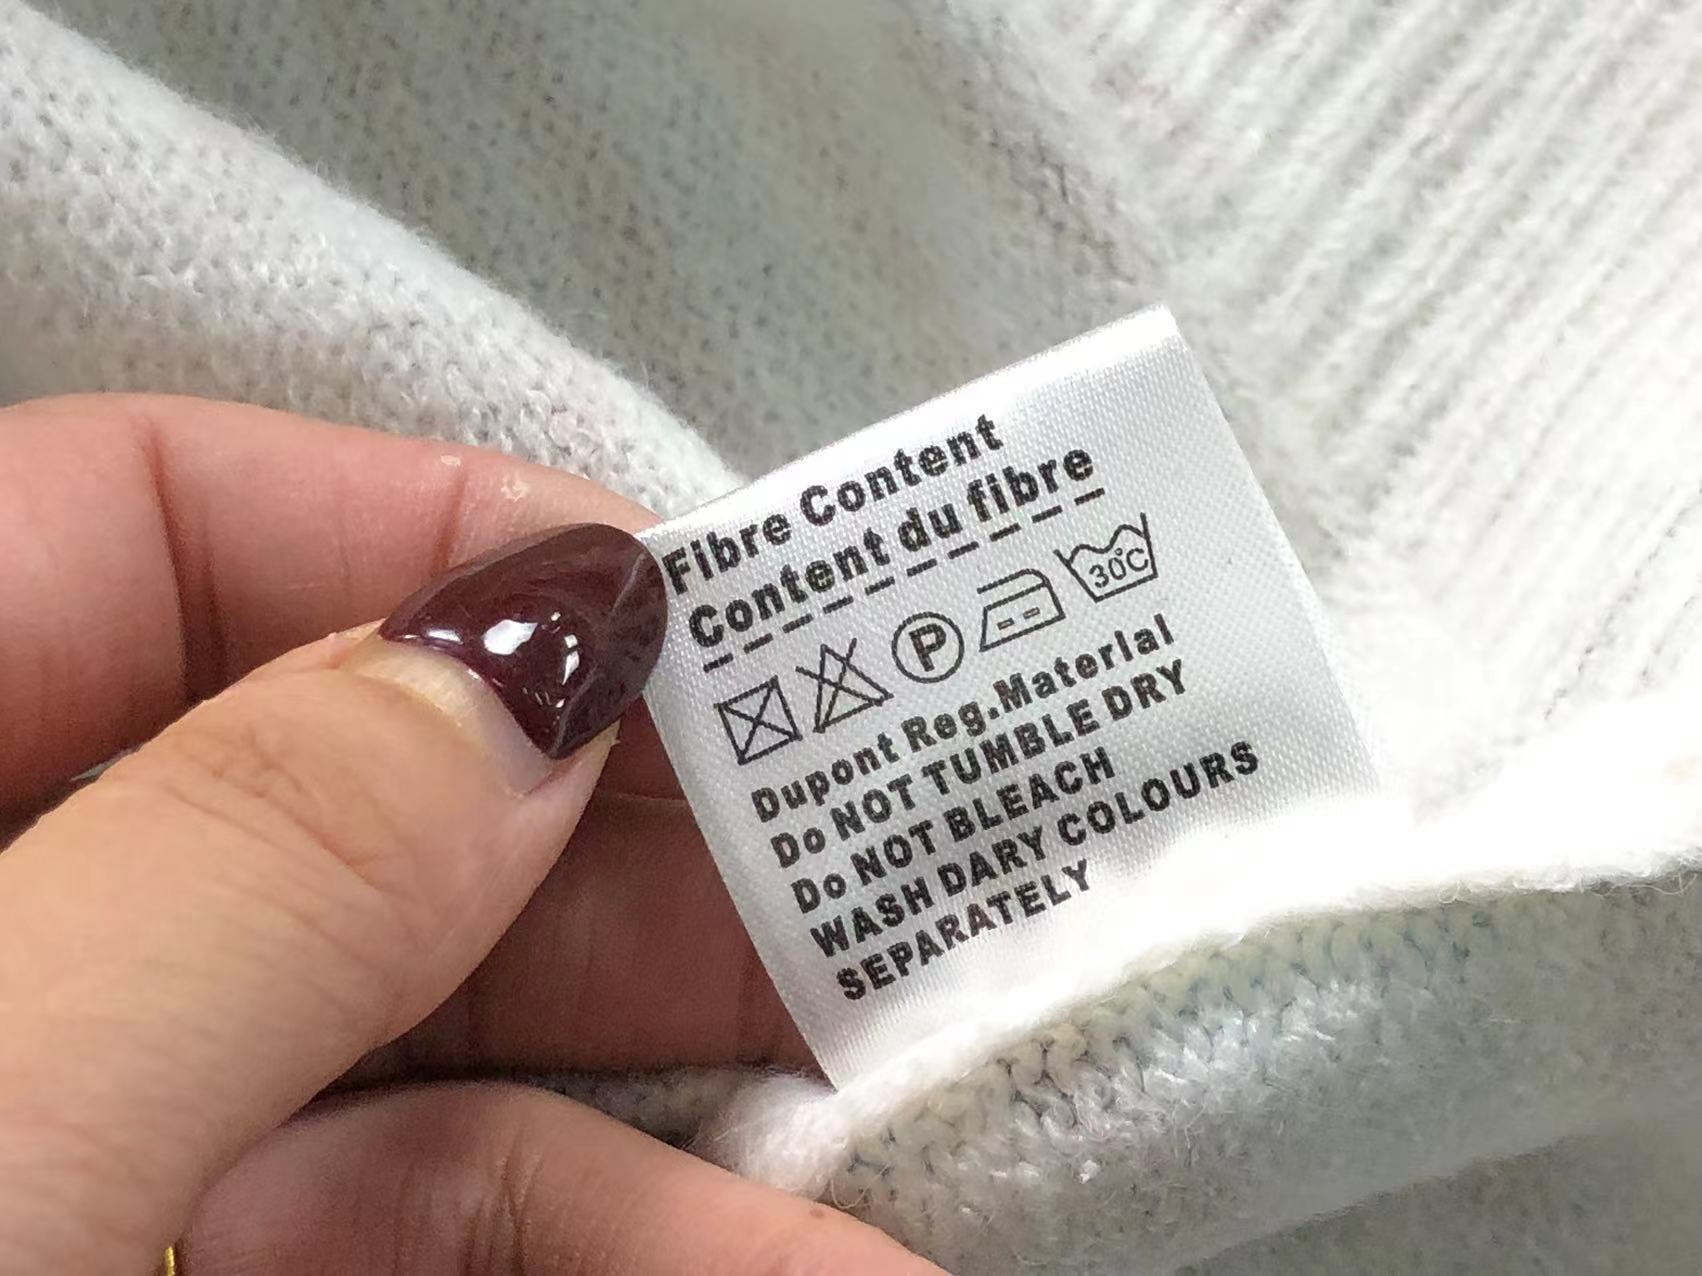 Fibre Content
Content du fibre
P 30°C
Dupont Reg.Material
Do NOT TUMBLE DRY
Do NOT BLEACH
WASH DARY COLOURS
SEPARATELY